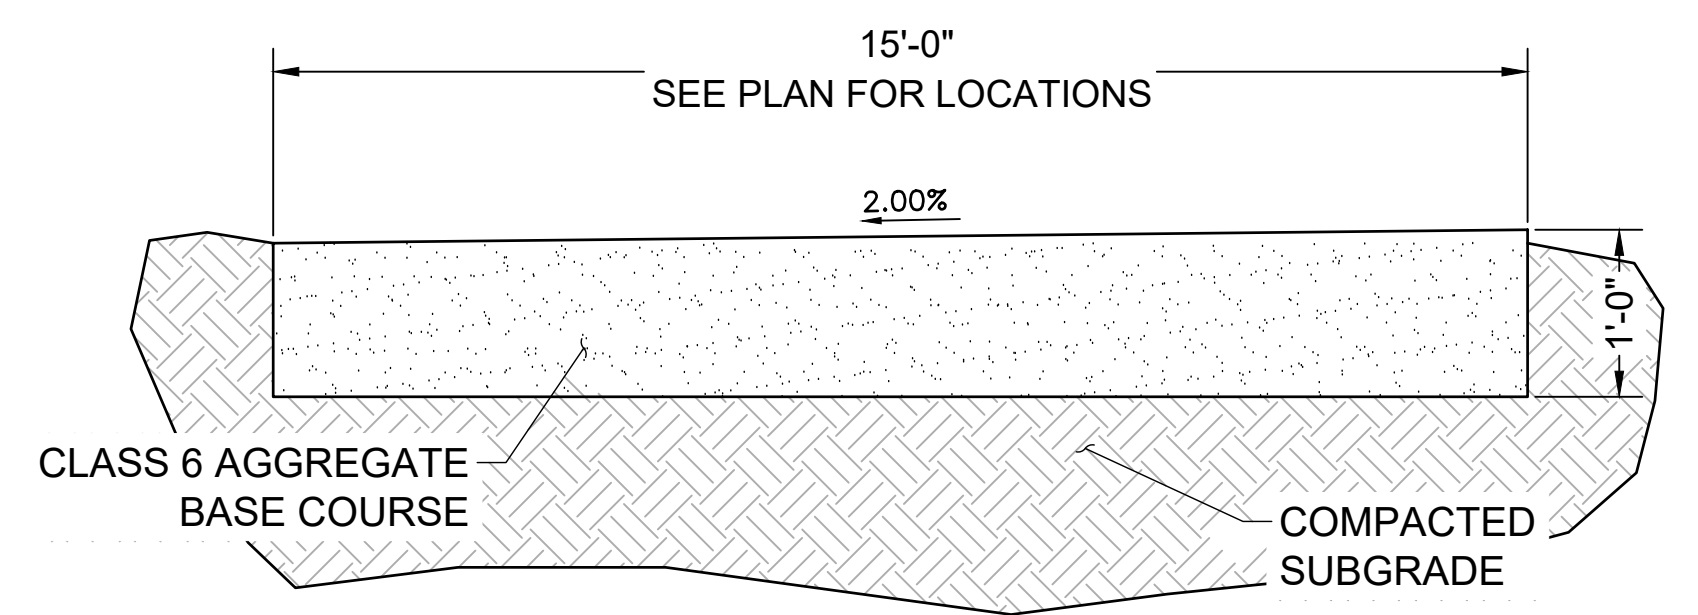 15'-0"
SEE PLAN FOR LOCATIONS
2.00%
1'-0"
CLASS 6 AGGREGATE
BASE COURSE
COMPACTED
SUBGRADE